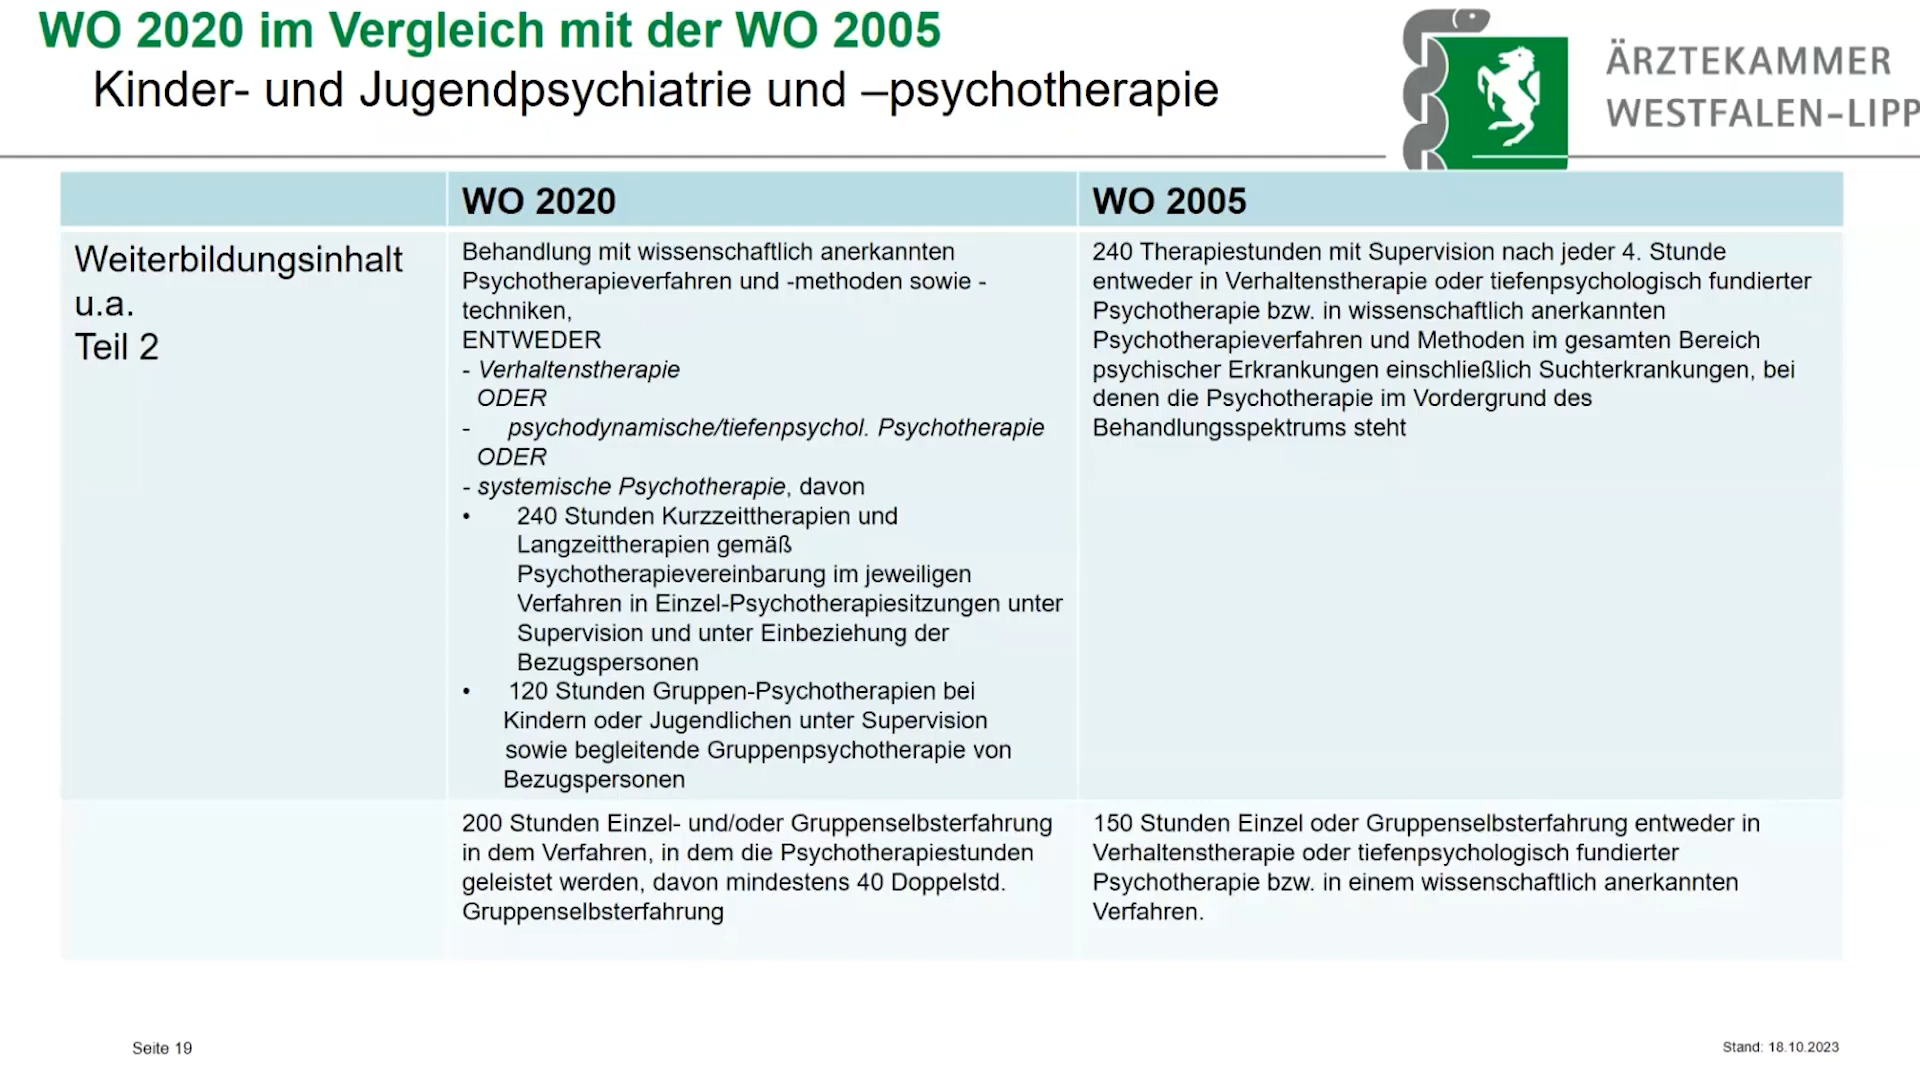 WO 2020 im Vergleich mit der WO 2005
Kinder- und Jugendpsychiatrie und –psychotherapie
ÄRZTEKAMMER
WESTFALEN–LIPP
WO 2020
WO 2005
Weiterbildungsinhalt
u.a.
Teil 2
Behandlung mit wissenschaftlich anerkannten
Psychotherapieverfahren und -methoden sowie -
techniken,
ENTWEDER
- Verhaltenstherapie
ODER
- psychodynamische/tiefenpsychol. Psychotherapie
ODER
- systemische Psychotherapie, davon
• 240 Stunden Kurzzeittherapien und
Langzeittherapien gemäß
Psychotherapievereinbarung im jeweiligen
Verfahren in Einzel-Psychotherapiesitzungen unter
Supervision und unter Einbeziehung der
Bezugspersonen
• 120 Stunden Gruppen-Psychotherapien bei
Kindern oder Jugendlichen unter Supervision
sowie begleitende Gruppenpsychotherapie von
Bezugspersonen
240 Therapiestunden mit Supervision nach jeder 4. Stunde
entweder in Verhaltenstherapie oder tiefenpsychologisch fundierter
Psychotherapie bzw. in wissenschaftlich anerkannten
Psychotherapieverfahren und Methoden im gesamten Bereich
psychischer Erkrankungen einschließlich Suchterkrankungen, bei
denen die Psychotherapie im Vordergrund des
Behandlungsspektrums steht
200 Stunden Einzel- und/oder Gruppenselbsterfahrung
in dem Verfahren, in dem die Psychotherapiestunden
geleistet werden, davon mindestens 40 Doppelstd.
Gruppenselbsterfahrung
150 Stunden Einzel oder Gruppenselbsterfahrung entweder in
Verhaltenstherapie oder tiefenpsychologisch fundierter
Psychotherapie bzw. in einem wissenschaftlich anerkannten
Verfahren.
Seite 19
Stand: 18.10.2023